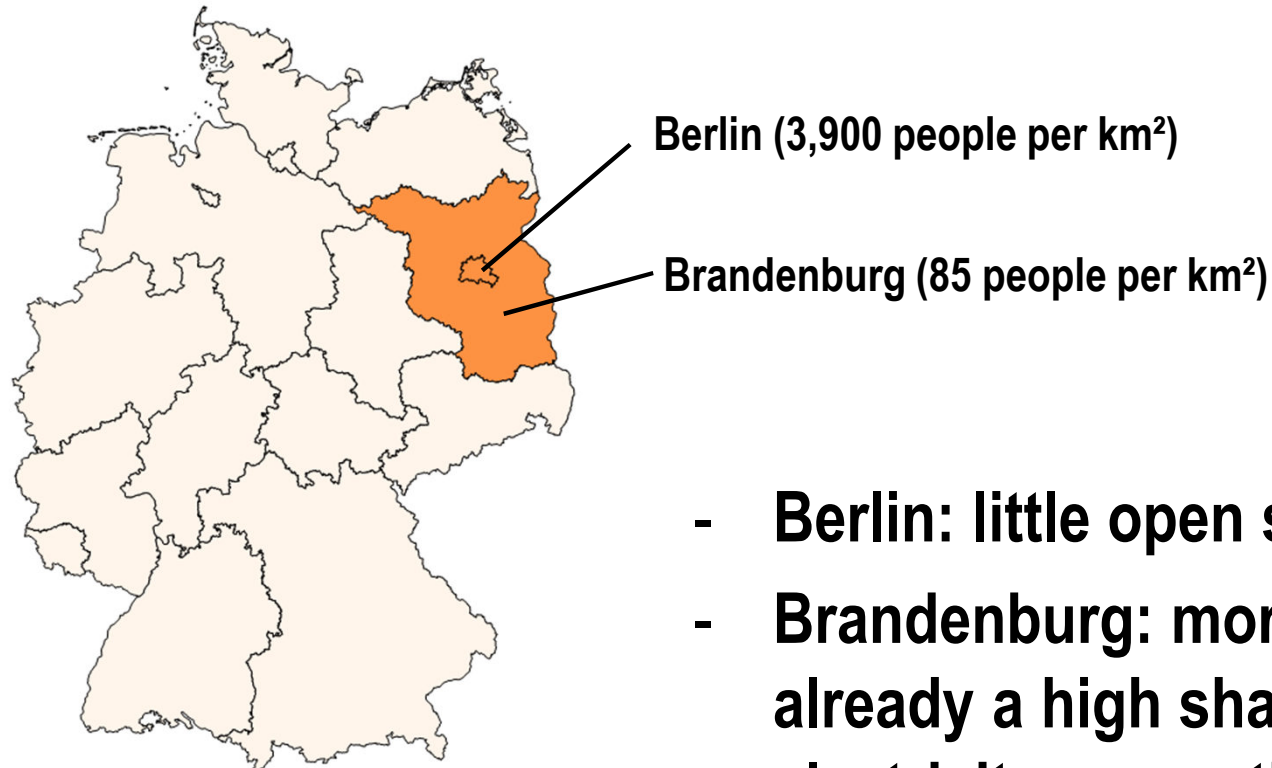 Berlin (3,900 people per km²)
Brandenburg (85 people per km²)
- Berlin: little open s
- Brandenburg: mor
already a high sha